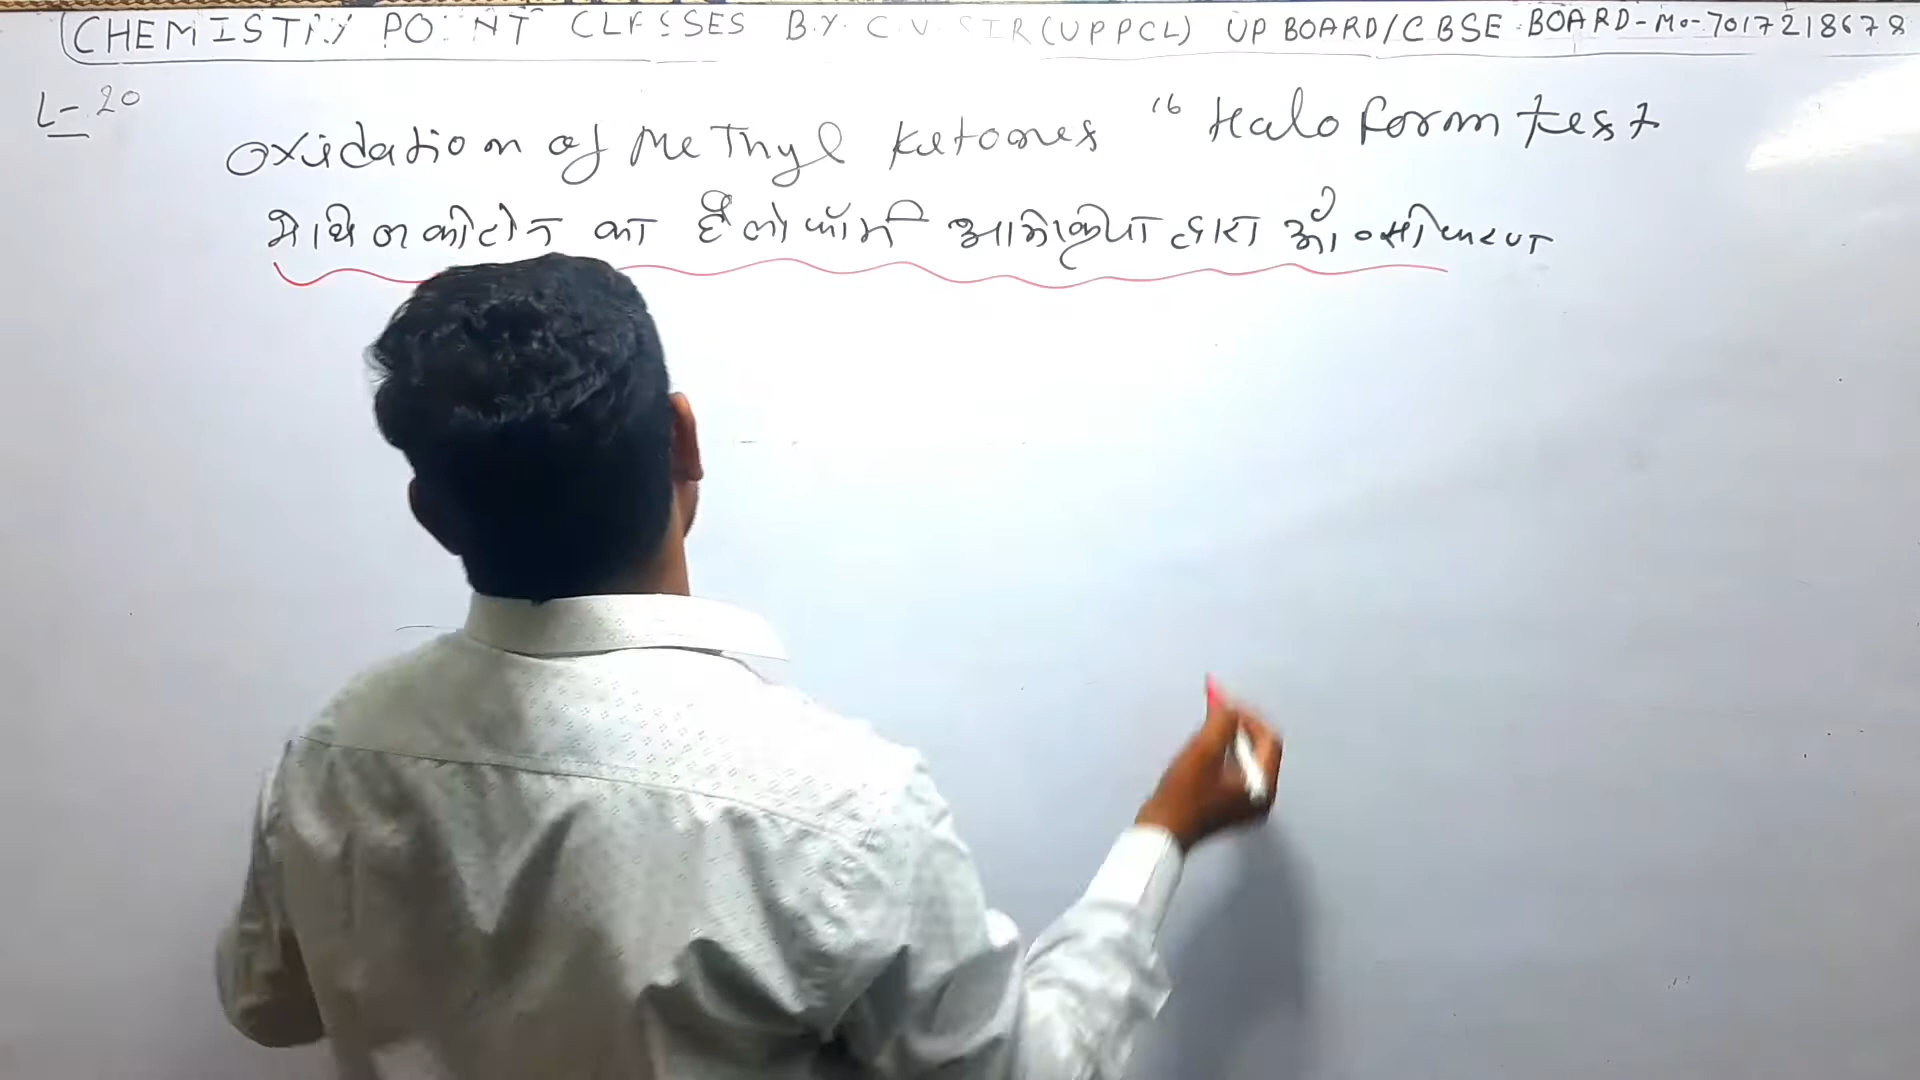 CHEMISTRY POINT CLASSES BY. C.V. SIR (UPPCL) UP BOARD/CBSE BOARD-Mo-7017218678
L-20
Oxidation of Methyl Ketones "Haloform test
मेथिल कीटोन का हैलोफॉर्म अभिक्रिया द्वारा ऑक्सीकरण